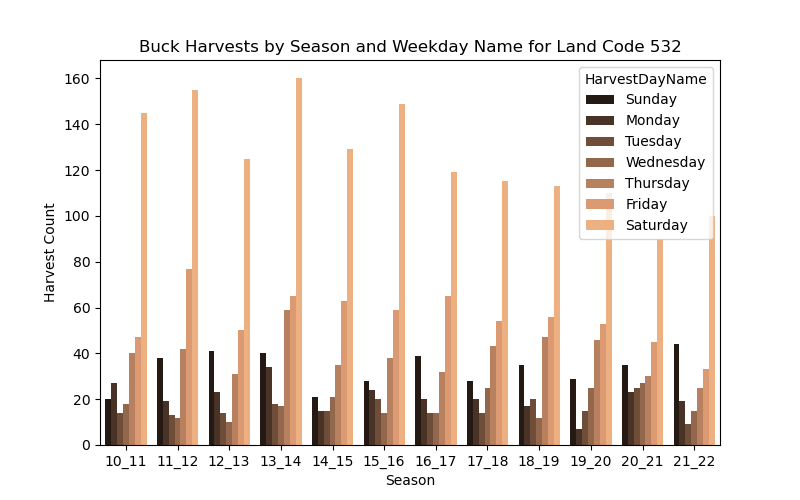 Buck Harvests by Season and Weekday Name for Land Code 532
HarvestDayName
Sunday
Monday
Tuesday
Wednesday
Thursday
Friday
Saturday
Harvest Count
160
140
120
100
80
60
40
20
0
10_11 11_12 12_13 13_14 14_15 15_16 16_17 17_18 18_19 19_20 20_21 21_22
Season